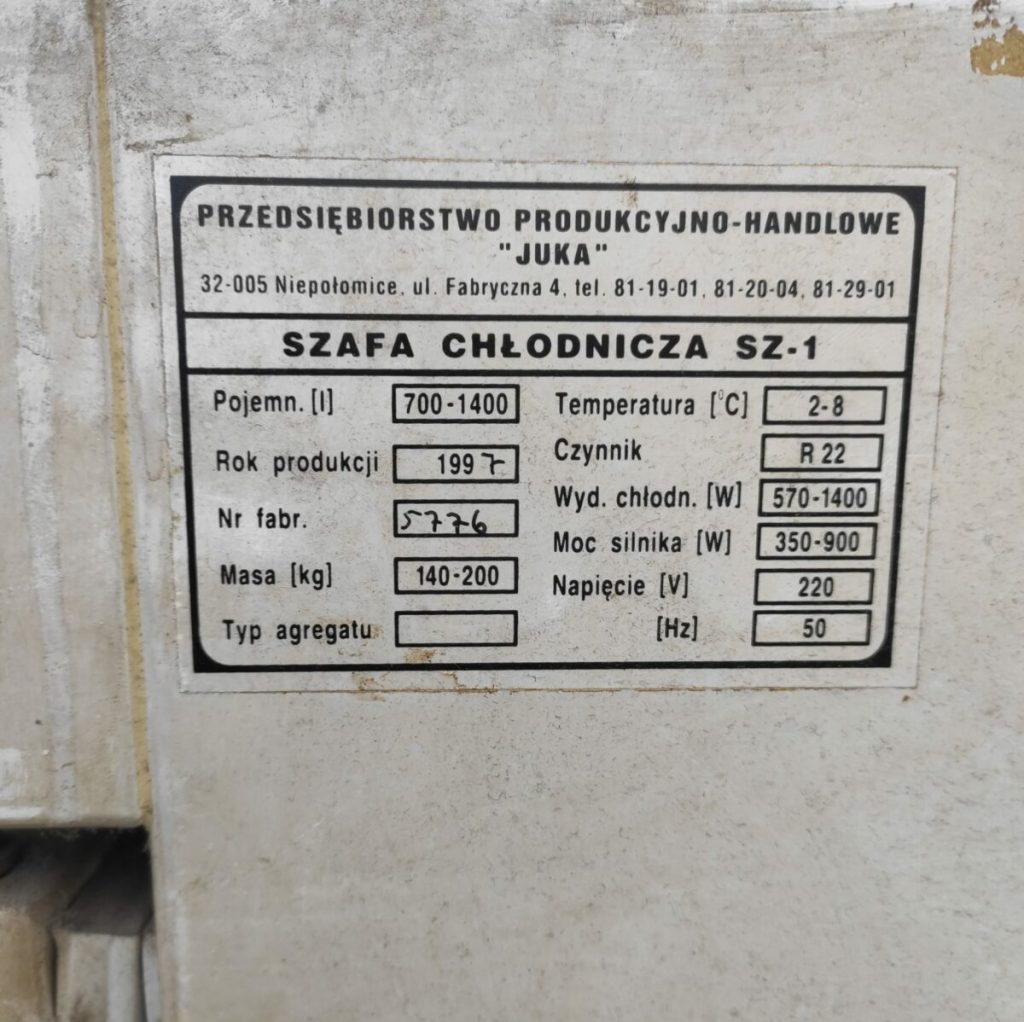 PRZEDSIĘBIORSTWO PRODUKCYJNO-HANDLOWE
"JUKA"
32-005 Niepołomice, ul. Fabryczna 4, tel. 81-19-01, 81-20-04, 81-29-01
SZAFA CHŁODNICZA SZ-1
Pojemn. [l] 700-1400
Rok produkcji 1997
Nr fabr. 5776
Masa [kg] 140-200
Typ agregatu
Temperatura [°C] 2-8
Czynnik R 22
Wyd. chłodn. [W] 570-1400
Moc silnika [W] 350-900
Napięcie [V] 220
[Hz] 50